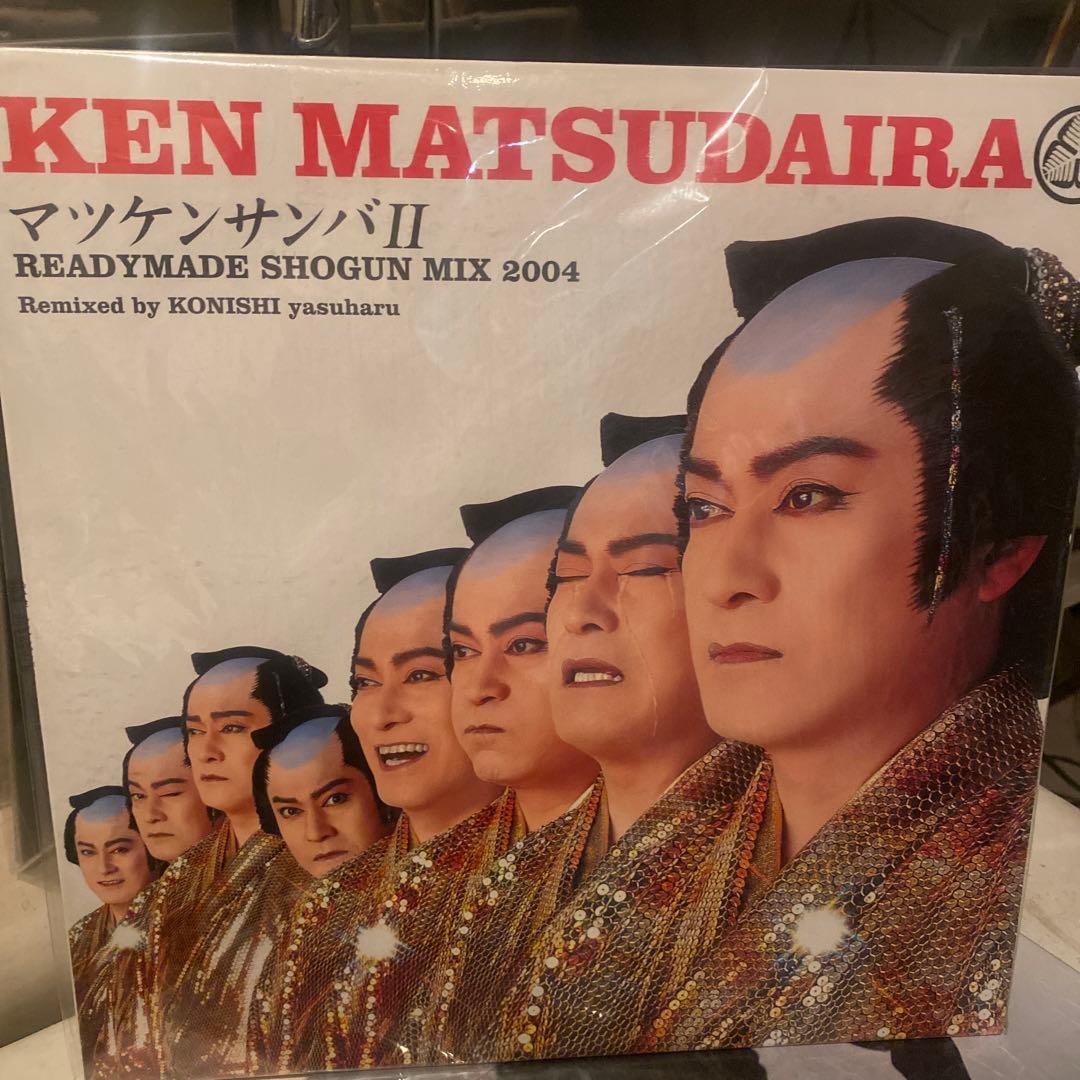 KEN MATSUDAIRA
マツケンサンバII
READYMADE SHOGUN MIX 2004
Remixed by KONISHI yasuharu